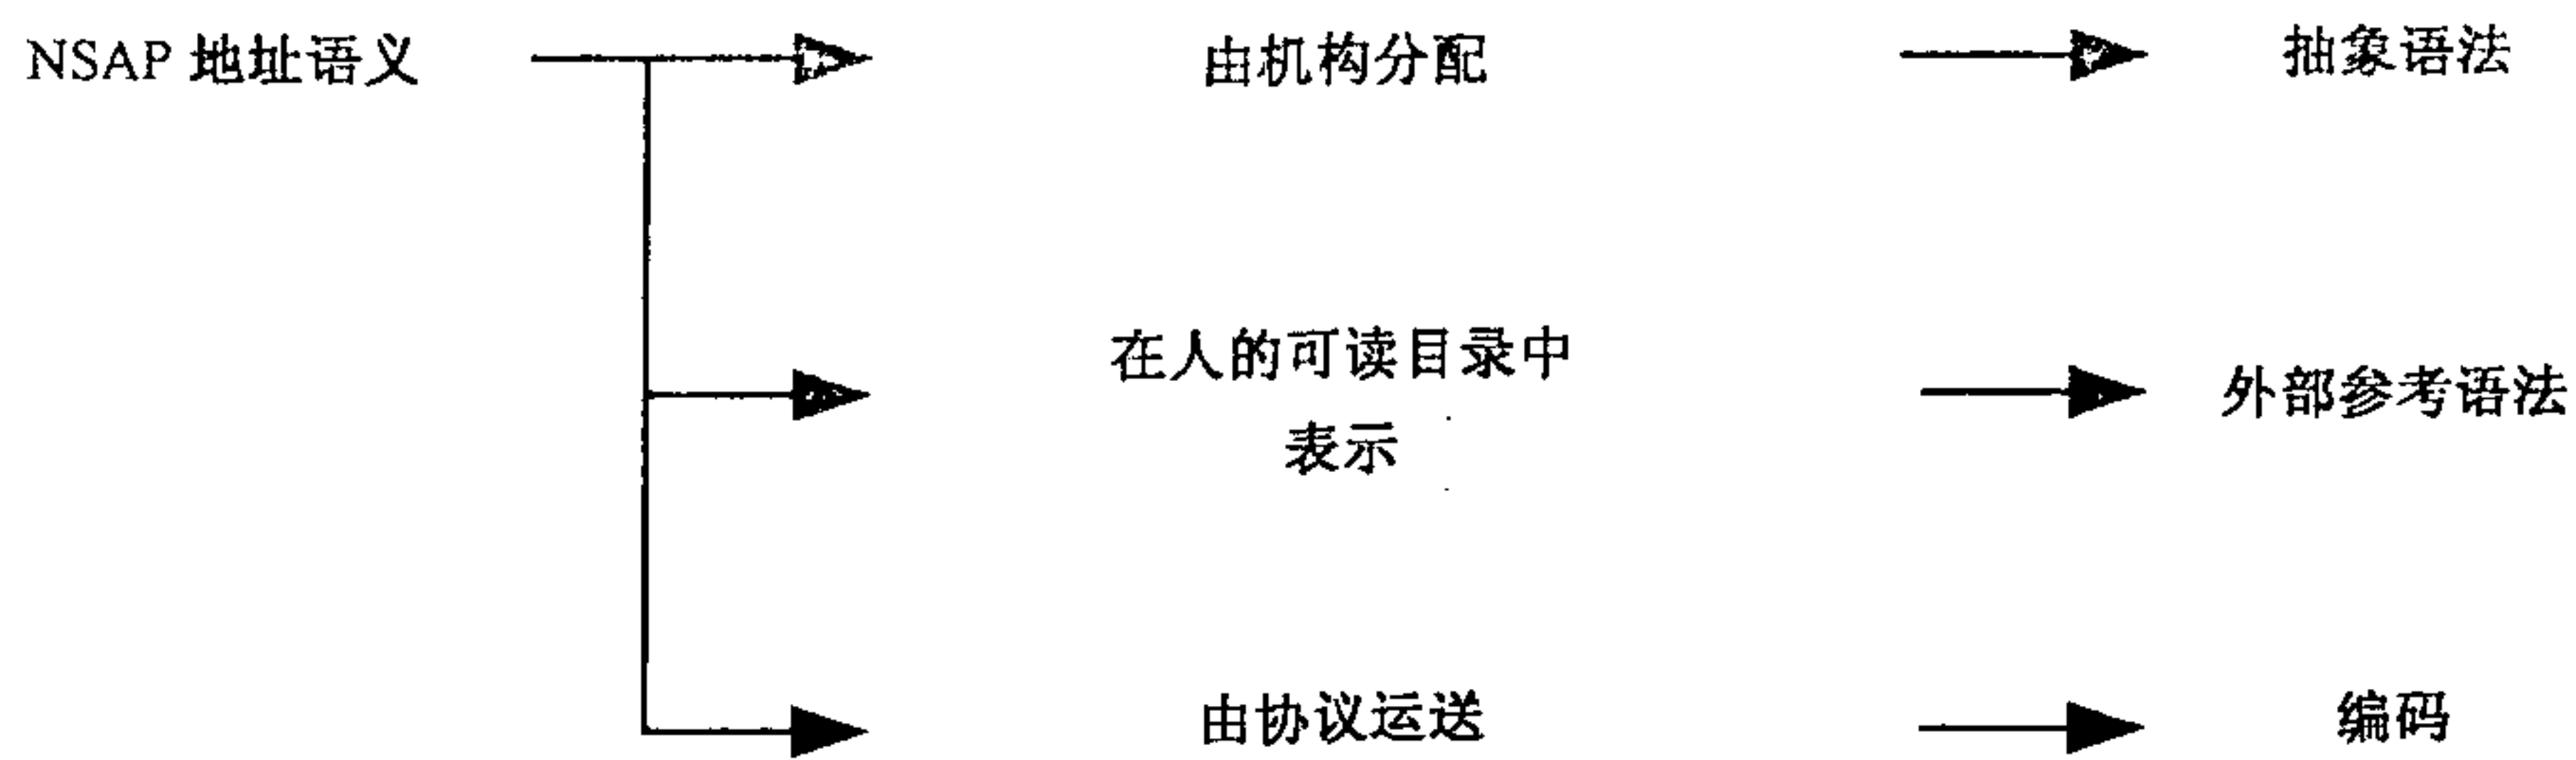 NSAP 地址语义
由机构分配
抽象语法
在人的可读目录中
表示
外部参考语法
由协议运送
编码